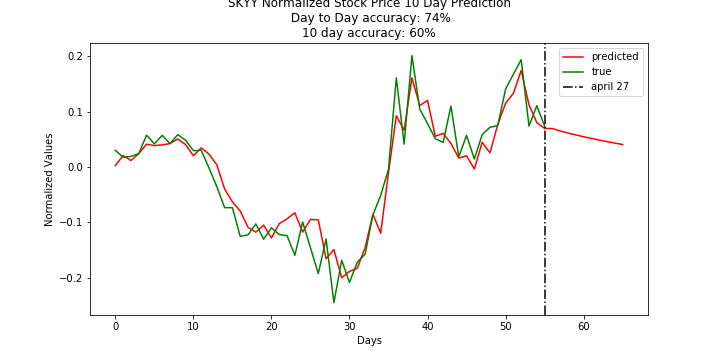 SKYY Normalized Stock Price 10 Day Prediction
Day to Day accuracy: 74%
10 day accuracy: 60%
predicted
true
april 27
Normalized Values
0.2
0.1
0.0
−0.1
−0.2
0 10 20 30 40 50 60
Days